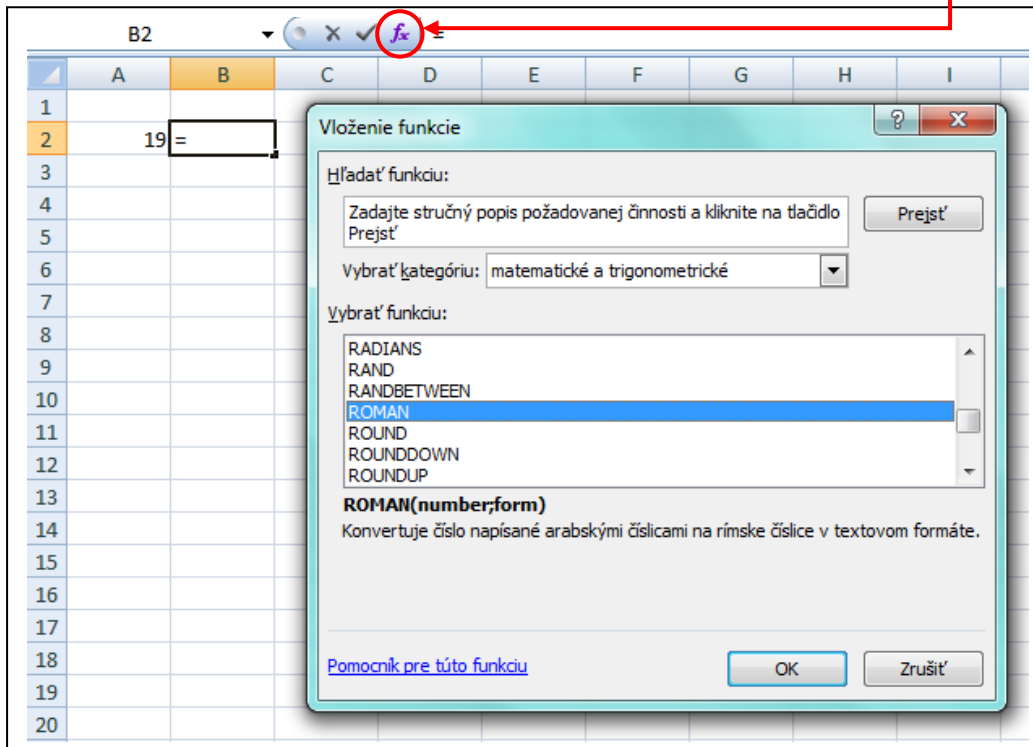 B2 fx =
A B C D E F G H I
1
2 19 =
3
4
5
6
7
8
9
10
11
12
13
14
15
16
17
18
19
20
Vloženie funkcie
Hľadať funkciu:
Zadajte stručný popis požadovanej činnosti a kliknite na tlačidlo
Prejsť
Prejsť
Vybrať kategóriu: matematické a trigonometrické
Vybrať funkciu:
RADIANS
RAND
RANDBETWEEN
ROMAN
ROUND
ROUNDDOWN
ROUNDUP
ROMAN(number;form)
Konvertuje číslo napísané arabskými číslicami na rímske číslice v textovom formáte.
Pomocník pre túto funkciu
OK Zrušiť